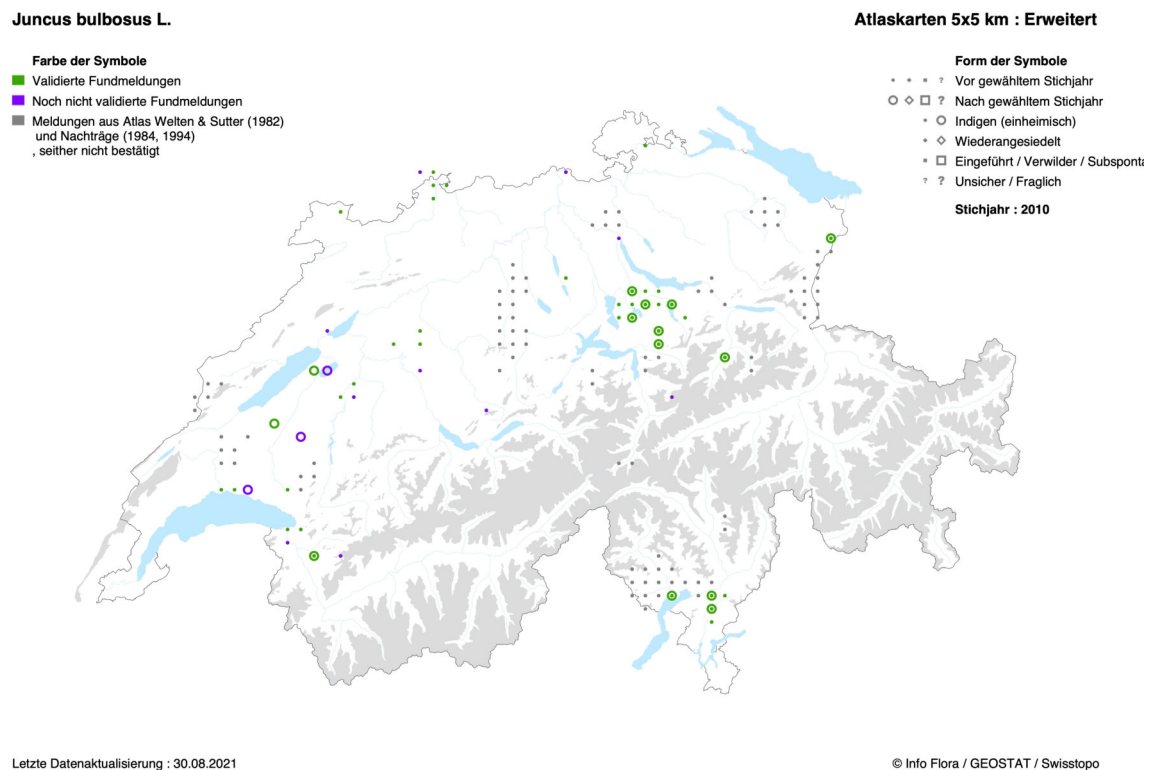 Juncus bulbosus L.
Atlaskarten 5x5 km : Erweitert
Farbe der Symbole
Validierte Fundmeldungen
Noch nicht validierte Fundmeldungen
Meldungen aus Atlas Welten & Sutter (1982)
und Nachträge (1984, 1994)
, seither nicht bestätigt
Form der Symbole
? Vor gewähltem Stichjahr
? Nach gewähltem Stichjahr
Indigen (einheimisch)
Wiederangesiedelt
Eingeführt / Verwilder / Subsponta
? ? Unsicher / Fraglich
Stichjahr : 2010
Letzte Datenaktualisierung : 30.08.2021
© Info Flora / GEOSTAT / Swisstopo